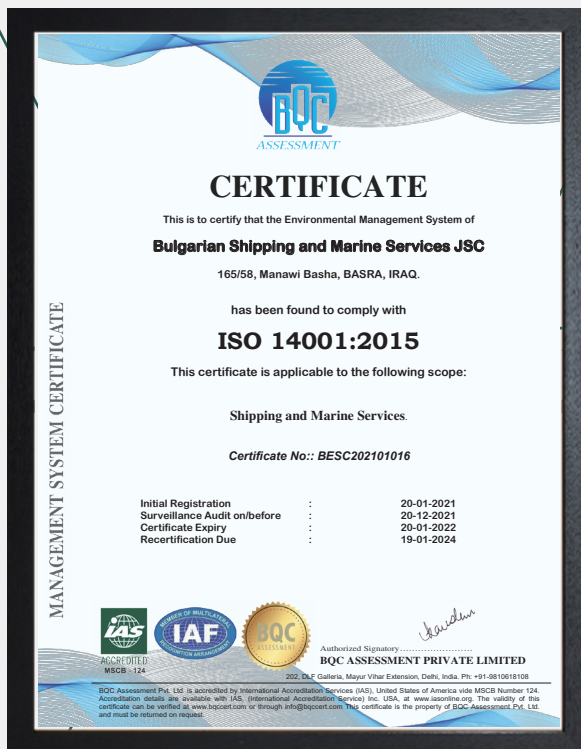 BQC
ASSESSMENT
CERTIFICATE
This is to certify that the Environmental Management System of
Bulgarian Shipping and Marine Services JSC
165/58, Manawi Basha, BASRA, IRAQ.
has been found to comply with
ISO 14001:2015
This certificate is applicable to the following scope:
Shipping and Marine Services.
Certificate No:: BESC202101016
Initial Registration : 20-01-2021
Surveillance Audit on/before : 20-12-2021
Certificate Expiry : 20-01-2022
Recertification Due : 19-01-2024
MANAGEMENT SYSTEM CERTIFICATE
IAS
ACCREDITED
MSCB - 124
MEMBER OF MULTILATERAL
IAF
RECOGNITION ARRANGEMENT
BQC
ASSESSMENT
Authorized Signatory........................
BQC ASSESSMENT PRIVATE LIMITED
202, DLF Galleria, Mayur Vihar Extension, Delhi, India. Ph: +91-9810618108
BQC Assessment Pvt. Ltd. is accredited by International Accreditation Services (IAS), United States of America vide MSCB Number 124.
Accreditation details are available with IAS, (International Accreditation Service) Inc. USA, at www.iasonline.org. The validity of this
certificate can be verified at www.bqccert.com or through info@bqccert.com This certificate is the property of BQC Assessment Pvt. Ltd.
and must be returned on request.